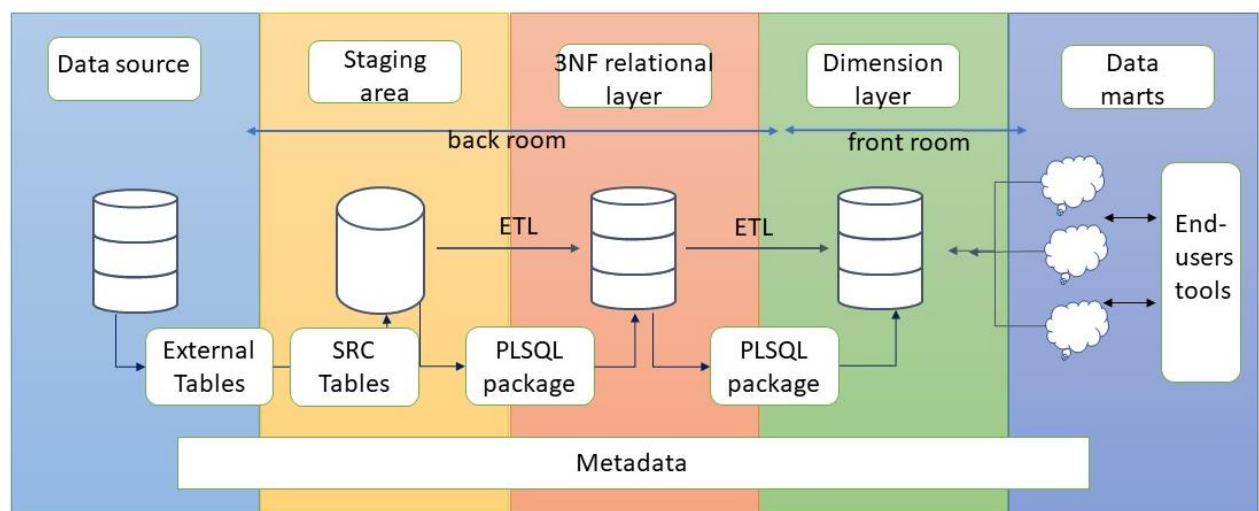 Data source
Staging
area
3NF relational
layer
Dimension
layer
Data
marts
back room
front room
ETL
ETL
End-
users
tools
External
Tables
SRC
Tables
PLSQL
package
PLSQL
package
Metadata